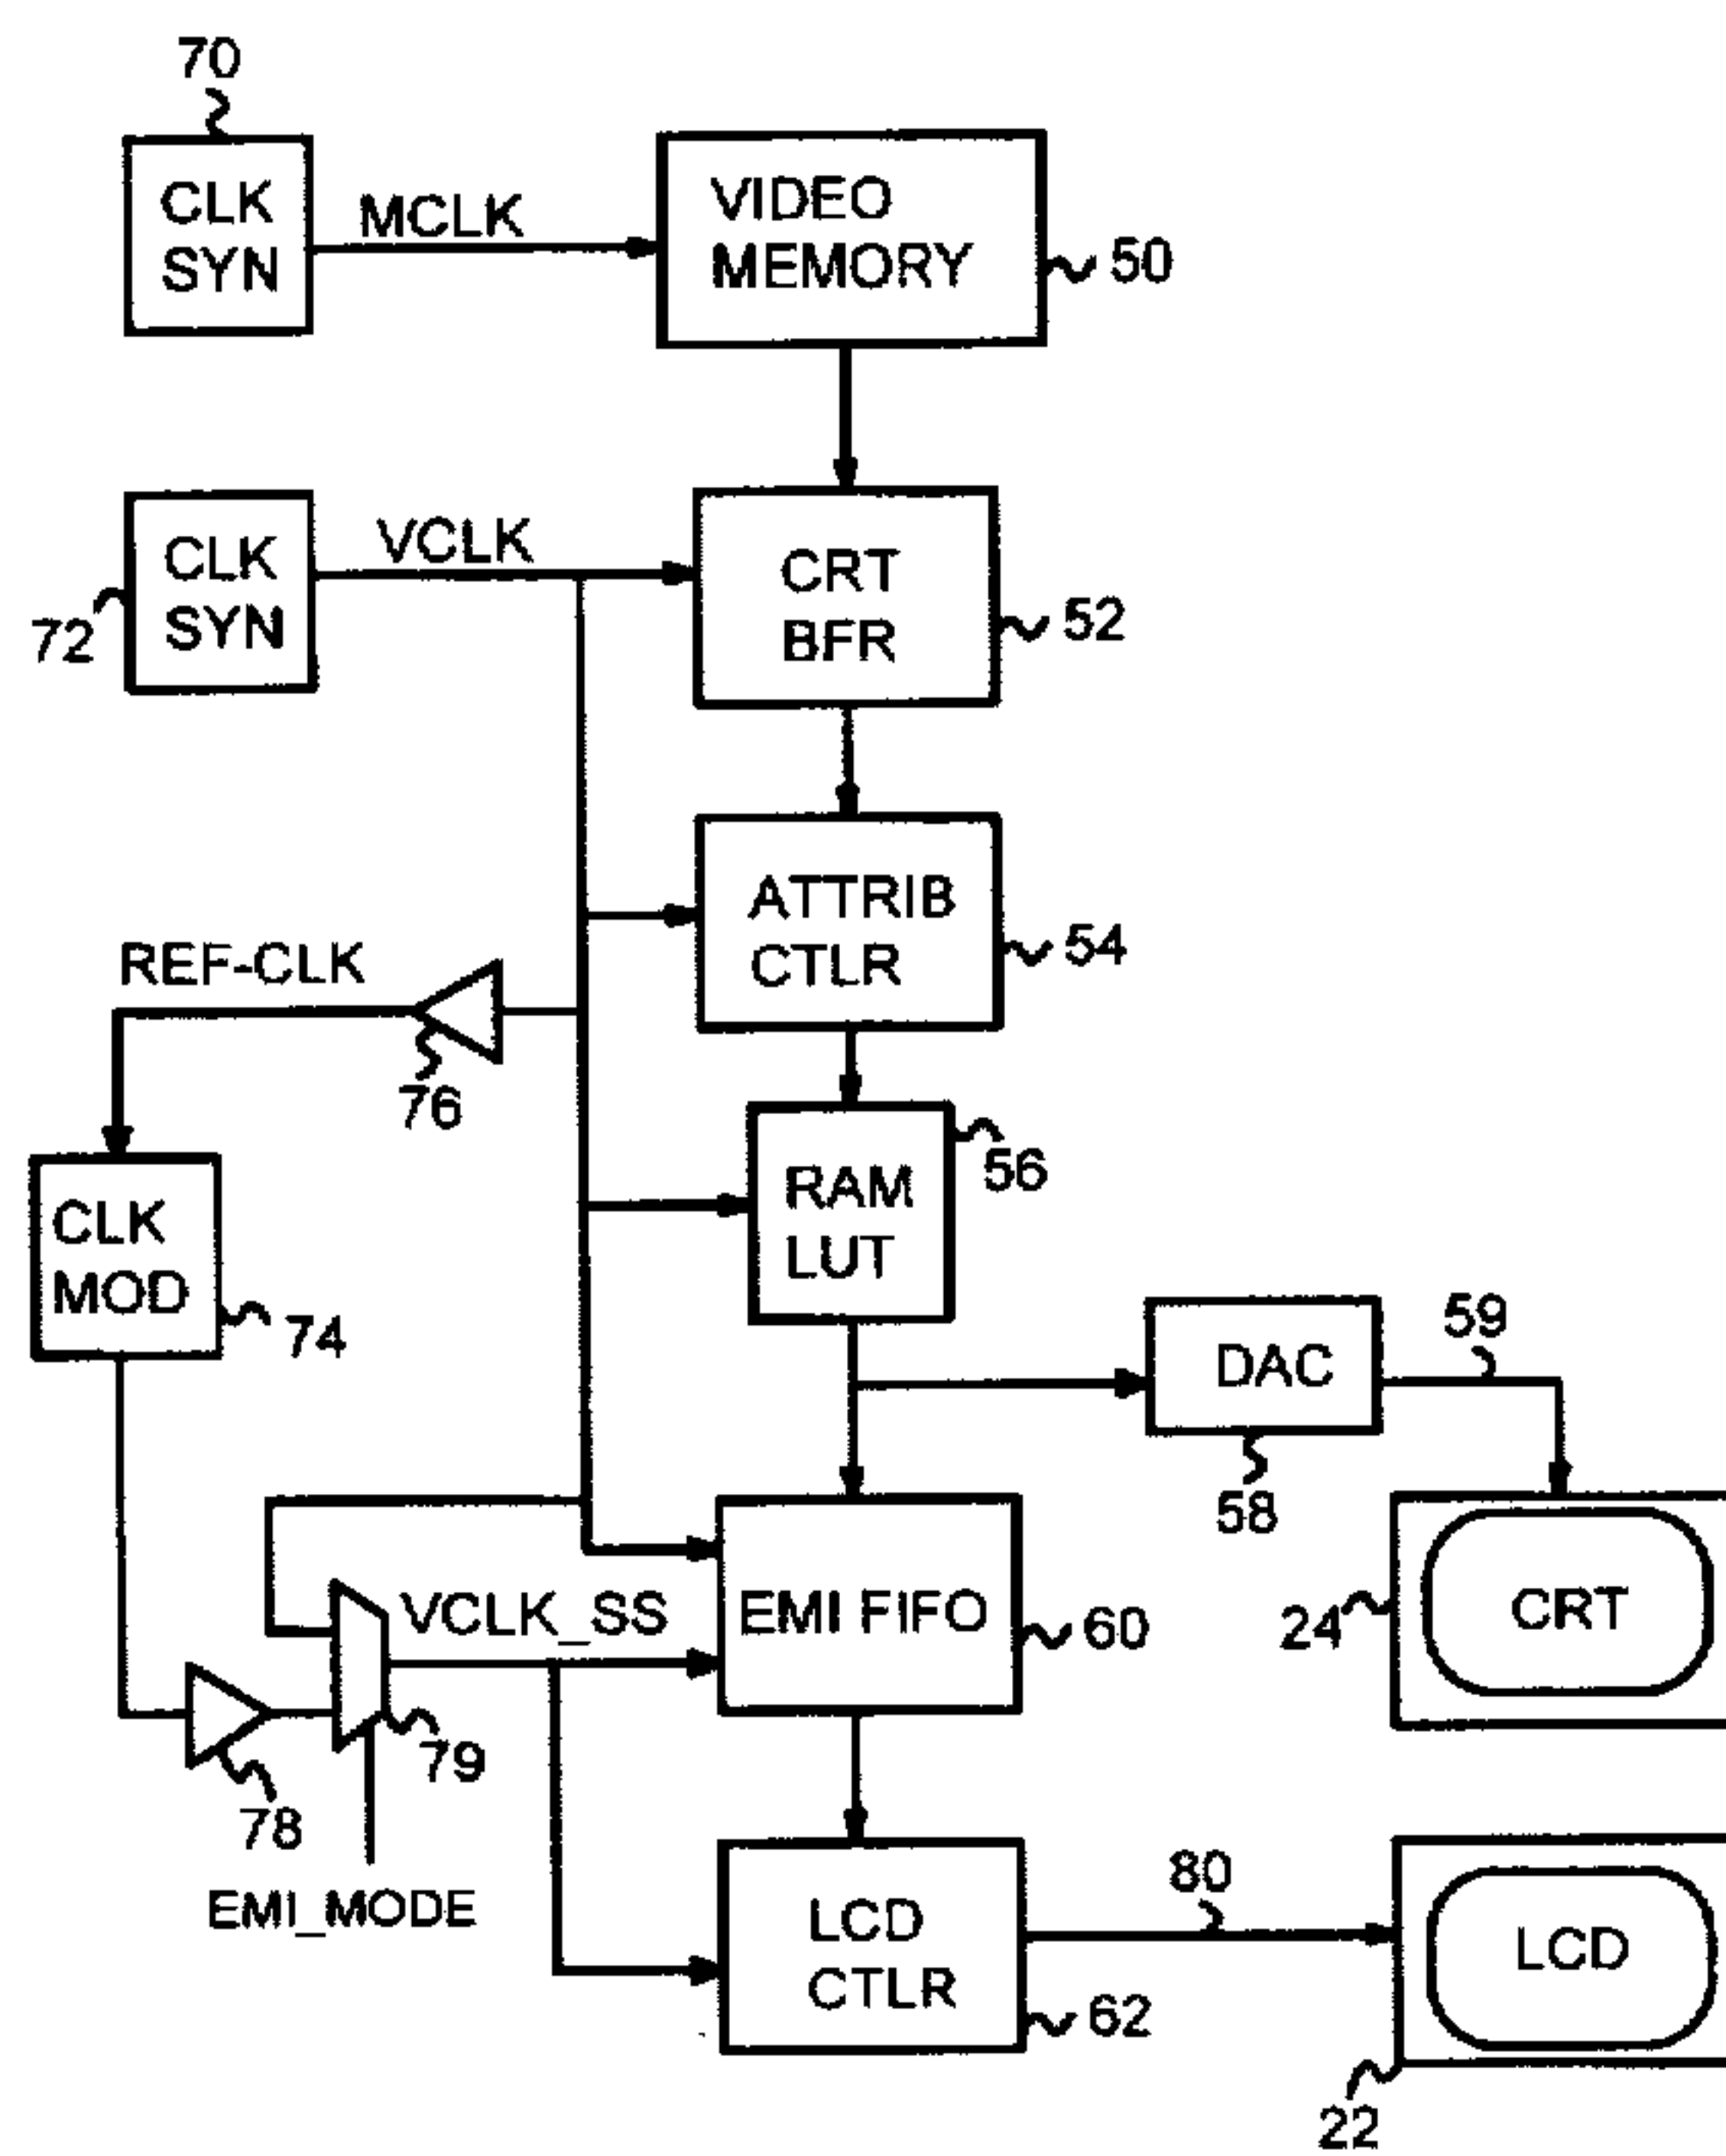 70
CLK
SYN
MCLK
VIDEO
MEMORY
50
CLK
SYN
72
VCLK
CRT
BFR
52
ATTRIB
CTLR
54
REF-CLK
76
RAM
LUT
56
CLK
MOD
74
DAC
58
59
EMI FIFO
60
CRT
24
VCLK_SS
79
78
EMI_MODE
LCD
CTLR
62
80
LCD
22